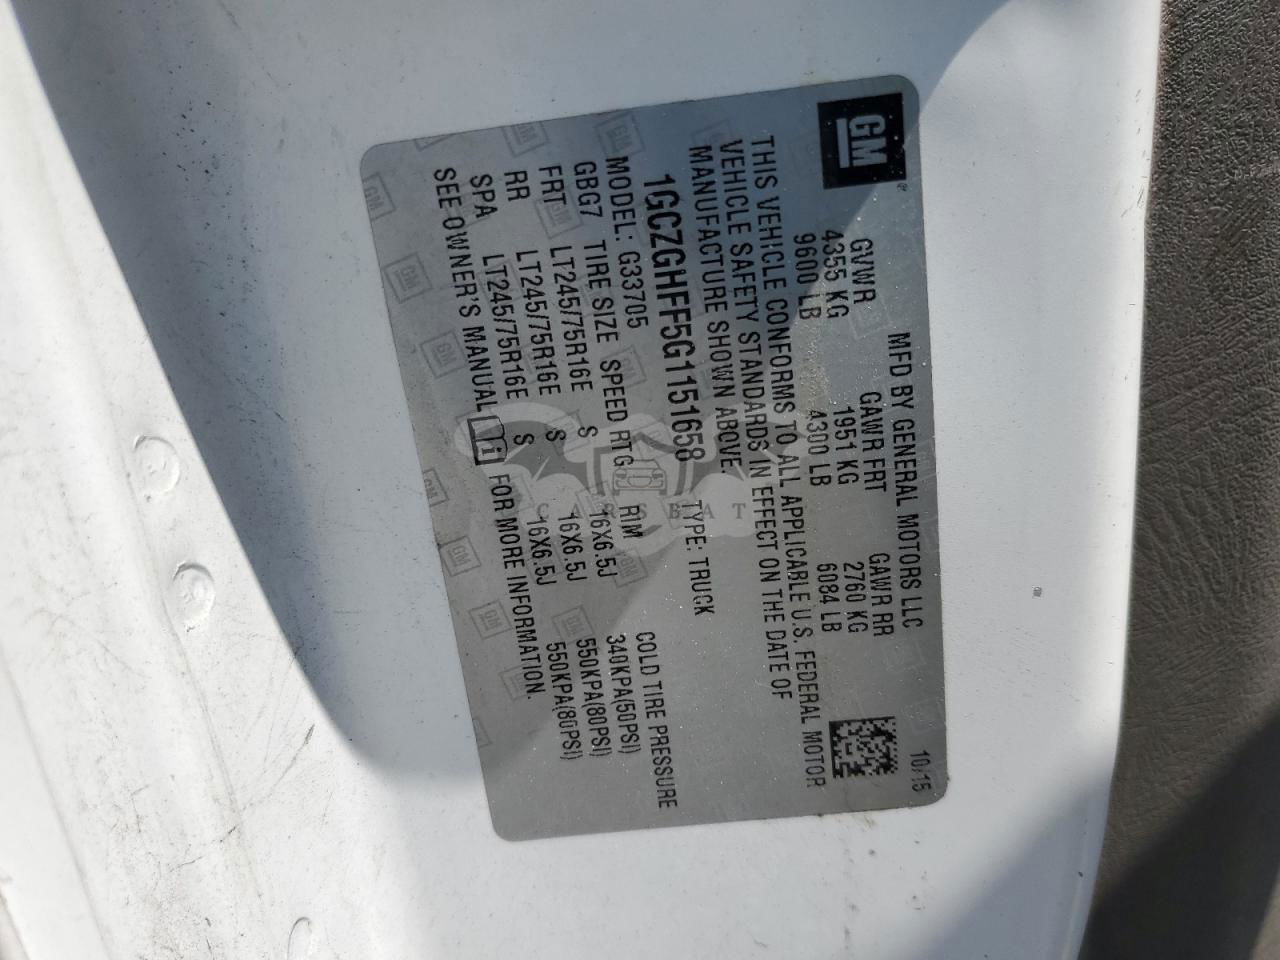 GM
MFD BY GENERAL MOTORS LLC
10/15
GVWR GAWR FRT GAWR RR
4355 KG 1951 KG 2760 KG
9600 LB 4300 LB 6084 LB
THIS VEHICLE CONFORMS TO ALL APPLICABLE U.S. FEDERAL MOTOR
VEHICLE SAFETY STANDARDS IN EFFECT ON THE DATE OF
MANUFACTURE SHOWN ABOVE.
1GCZGHFF5G1151658 TYPE: TRUCK
MODEL: G33705
GBG7 TIRE SIZE SPEED RTG RIM COLD TIRE PRESSURE
FRT LT245/75R16E S 16X6.5J 340KPA(50PSI)
RR LT245/75R16E S 16X6.5J 550KPA(80PSI)
SPA LT245/75R16E S 16X6.5J 550KPA(80PSI)
SEE OWNER'S MANUAL i FOR MORE INFORMATION.
CARSBAT